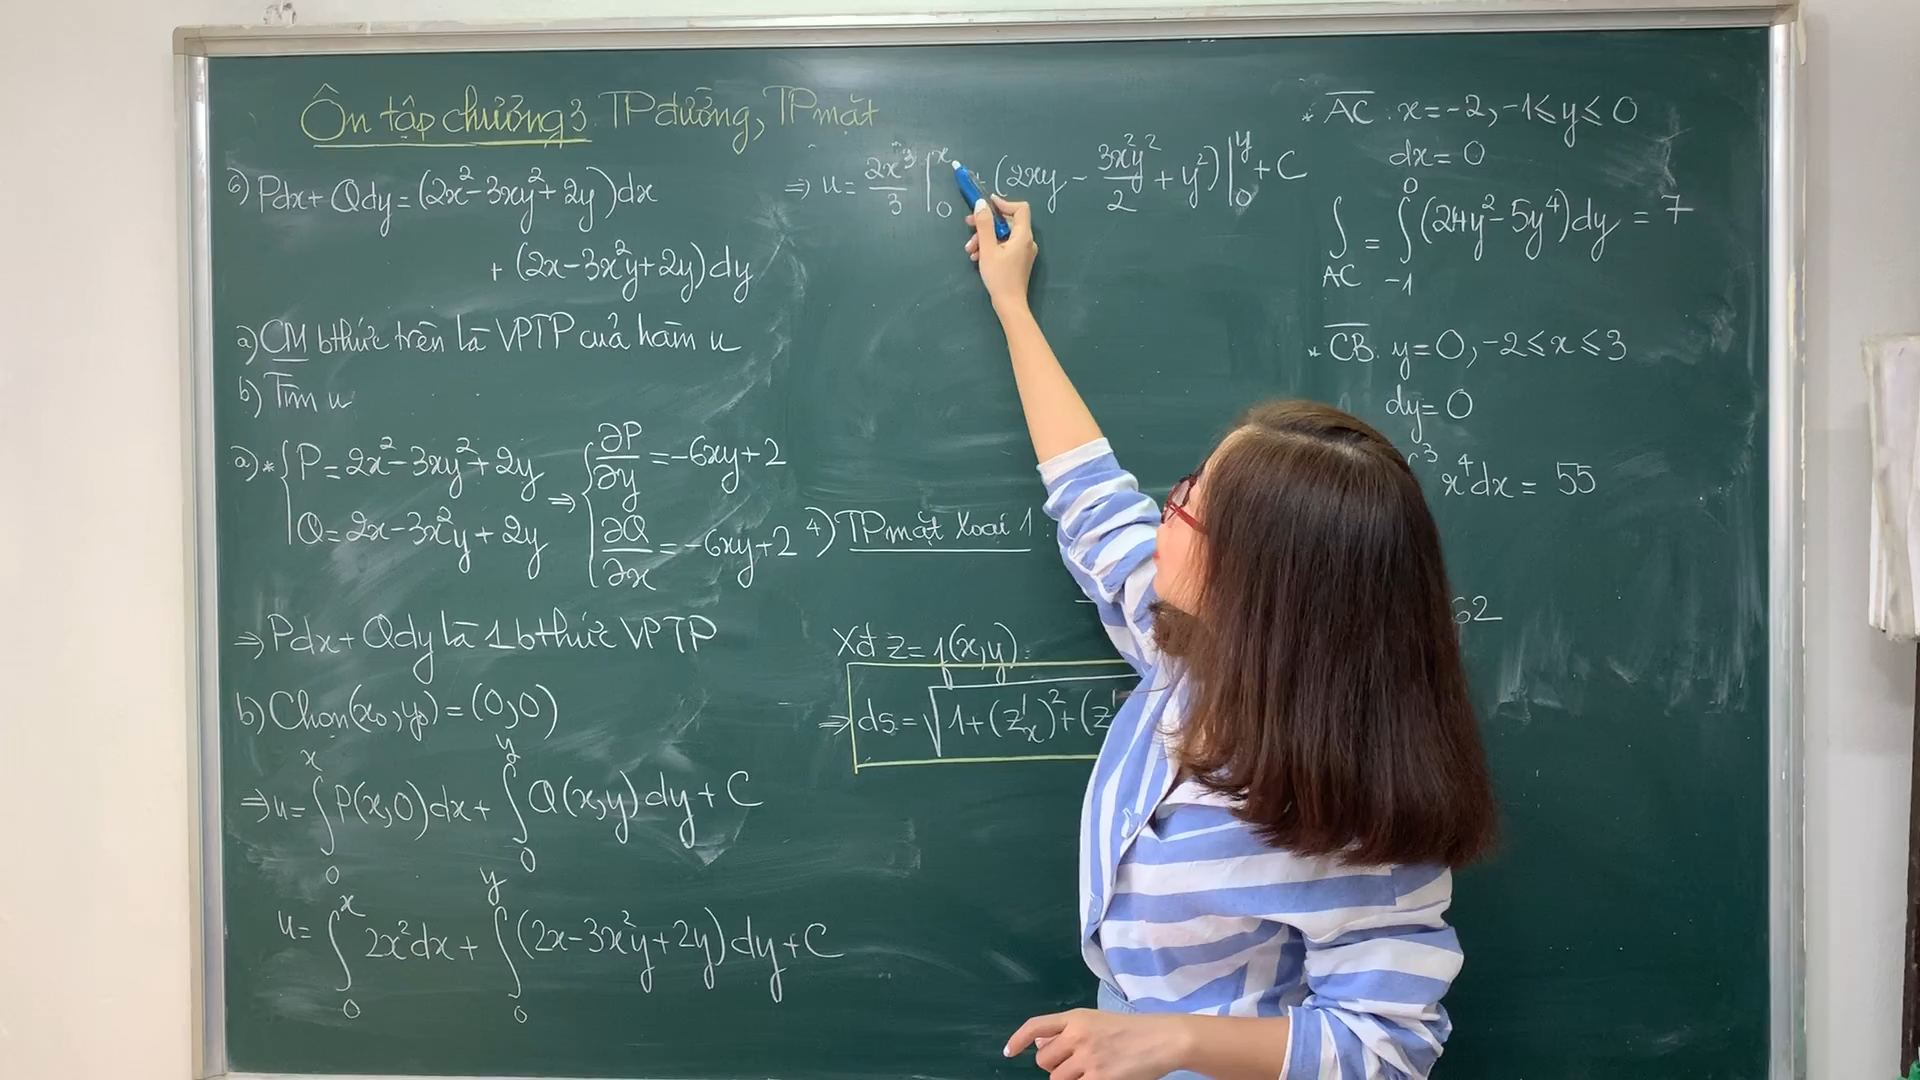 Ôn tập chương 3 TP đường, TP mặt
6) Pdx + Qdy = (2x² - 3xy² + 2y)dx
+ (2x - 3x²y + 2y)dy
a) CM bthức trên là VPTP của hàm u
b) Tìm u
a) * { P = 2x² - 3xy² + 2y ⇒ { ∂P/∂y = -6xy + 2
Q = 2x - 3x²y + 2y ∂Q/∂x = -6xy + 2
⇒ Pdx + Qdy là 1 bthức VPTP
b) Chọn (x₀, y₀) = (0,0)
⇒ u = ∫₀ˣ P(x,0)dx + ∫₀ʸ Q(x,y)dy + C
u = ∫₀ˣ 2x²dx + ∫₀ʸ (2x - 3x²y + 2y)dy + C
⇒ u = 2x³/3 |₀ˣ + (2xy - 3x²y²/2 + y²)|₀ʸ + C
4) TP mặt loại 1 :
Xđ z = f(x,y) :
⇒ ds = √1 + (z'x)² + (z'
* AC : x = -2, -1 ≤ y ≤ 0
dx = 0
∫AC = ∫₋₁⁰ (24y² - 5y⁴)dy = 7
* CB : y = 0, -2 ≤ x ≤ 3
dy = 0
3 x⁴dx = 55
62